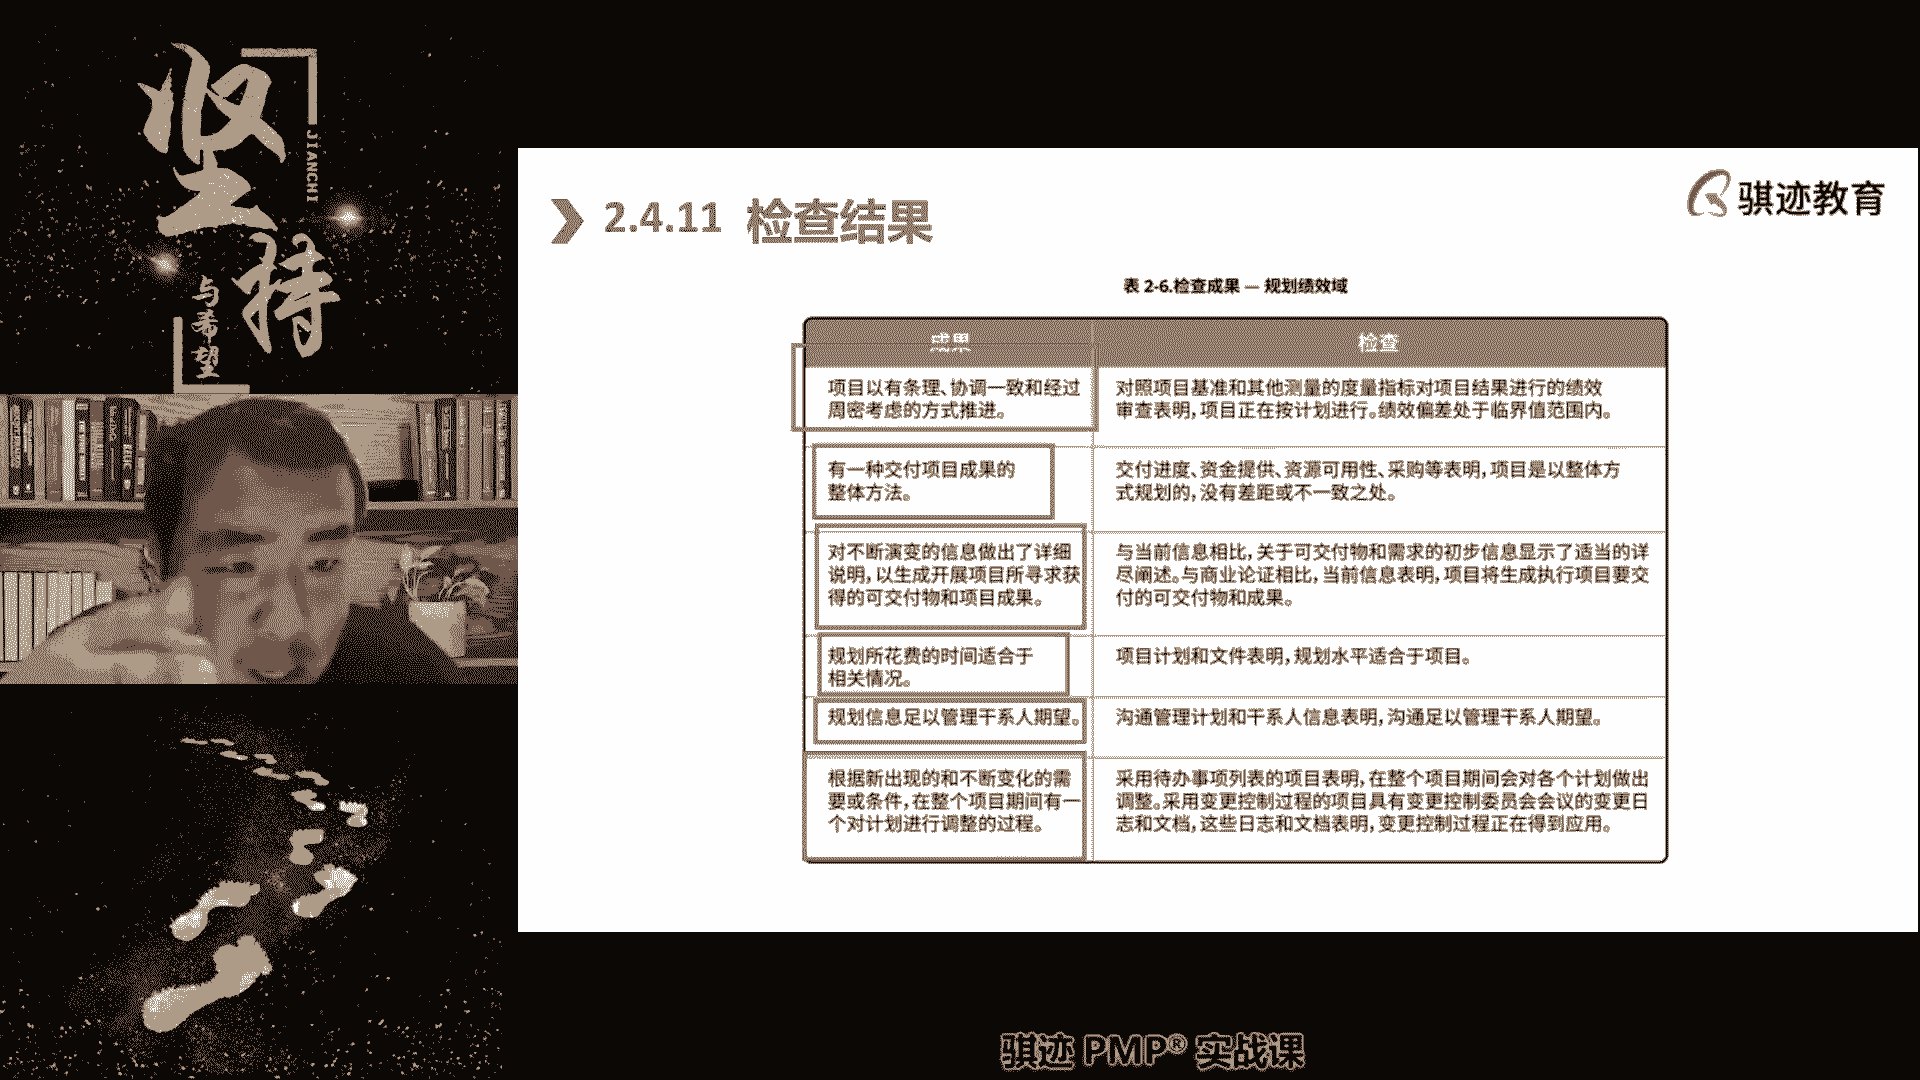 坚
持
JIANCHI
与希望
2.4.11 检查结果
骐迹教育
表 2-6.检查成果 — 规划绩效域
成果
检查
项目以有条理、协调一致和经过
周密考虑的方式推进。
对照项目基准和其他测量的度量指标对项目结果进行的绩效
审查表明，项目正在按计划进行。绩效偏差处于临界值范围内。
有一种交付项目成果的
整体方法。
交付进度、资金提供、资源可用性、采购等表明，项目是以整体方
式规划的，没有差距或不一致之处。
对不断演变的信息做出了详细
说明，以生成开展项目所寻求获
得的可交付物和项目成果。
与当前信息相比，关于可交付物和需求的初步信息显示了适当的详
尽阐述。与商业论证相比，当前信息表明，项目将生成执行项目要交
付的可交付物和成果。
规划所花费的时间适合于
相关情况。
项目计划和文件表明，规划水平适合于项目。
规划信息足以管理干系人期望。
沟通管理计划和干系人信息表明，沟通足以管理干系人期望。
根据新出现的和不断变化的需
要或条件，在整个项目期间有一
个对计划进行调整的过程。
采用待办事项列表的项目表明，在整个项目期间会对各个计划做出
调整。采用变更控制过程的项目具有变更控制委员会会议的变更日
志和文档，这些日志和文档表明，变更控制过程正在得到应用。
骐迹 PMP® 实战课